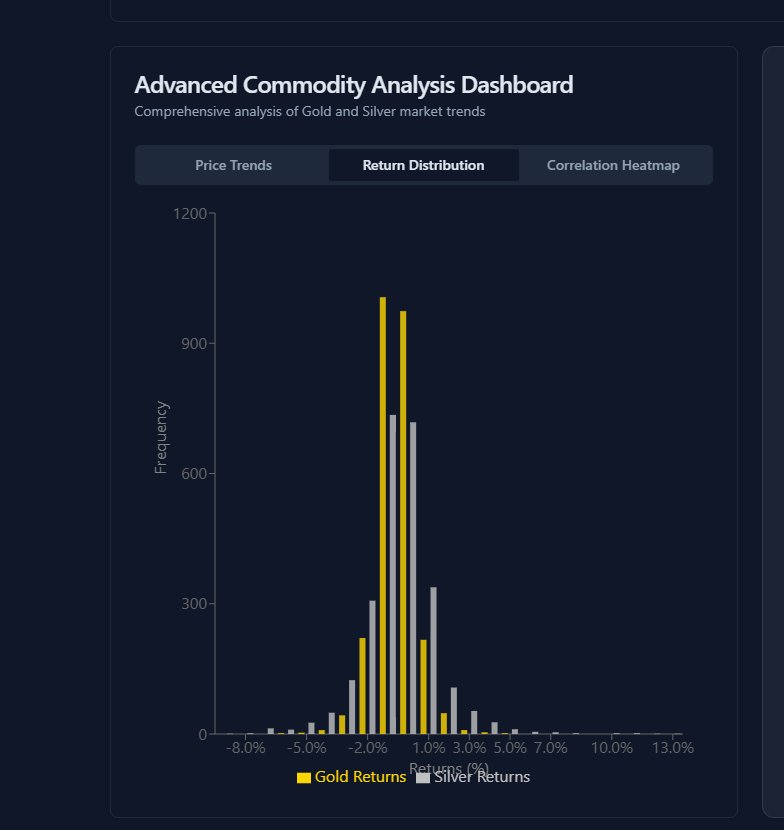 Advanced Commodity Analysis Dashboard
Comprehensive analysis of Gold and Silver market trends
Price Trends Return Distribution Correlation Heatmap
1200
900
Frequency
600
300
0
-8.0% -5.0% -2.0% 1.0% 3.0% 5.0% 7.0% 10.0% 13.0%
Returns (%)
Gold Returns Silver Returns